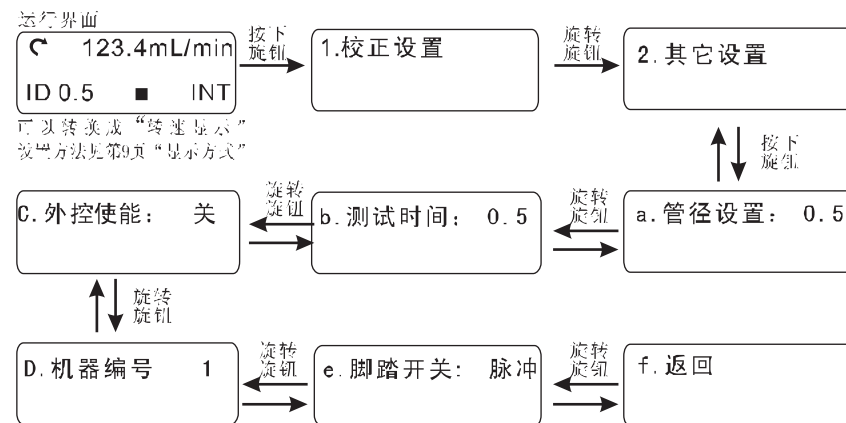 运行界面
123.4mL/min
ID 0.5 ■ INT
可以转换成“转速显示”
设置方法见第9页“显示方式”
按下
旋钮
1.校正设置
旋转
旋钮
2.其它设置
按下
旋钮
C.外控使能： 关
旋转
旋钮
b.测试时间： 0.5
旋转
旋钮
a.管径设置： 0.5
旋转
旋钮
D.机器编号 1
旋转
旋钮
e.脚踏开关： 脉冲
旋转
旋钮
f.返回